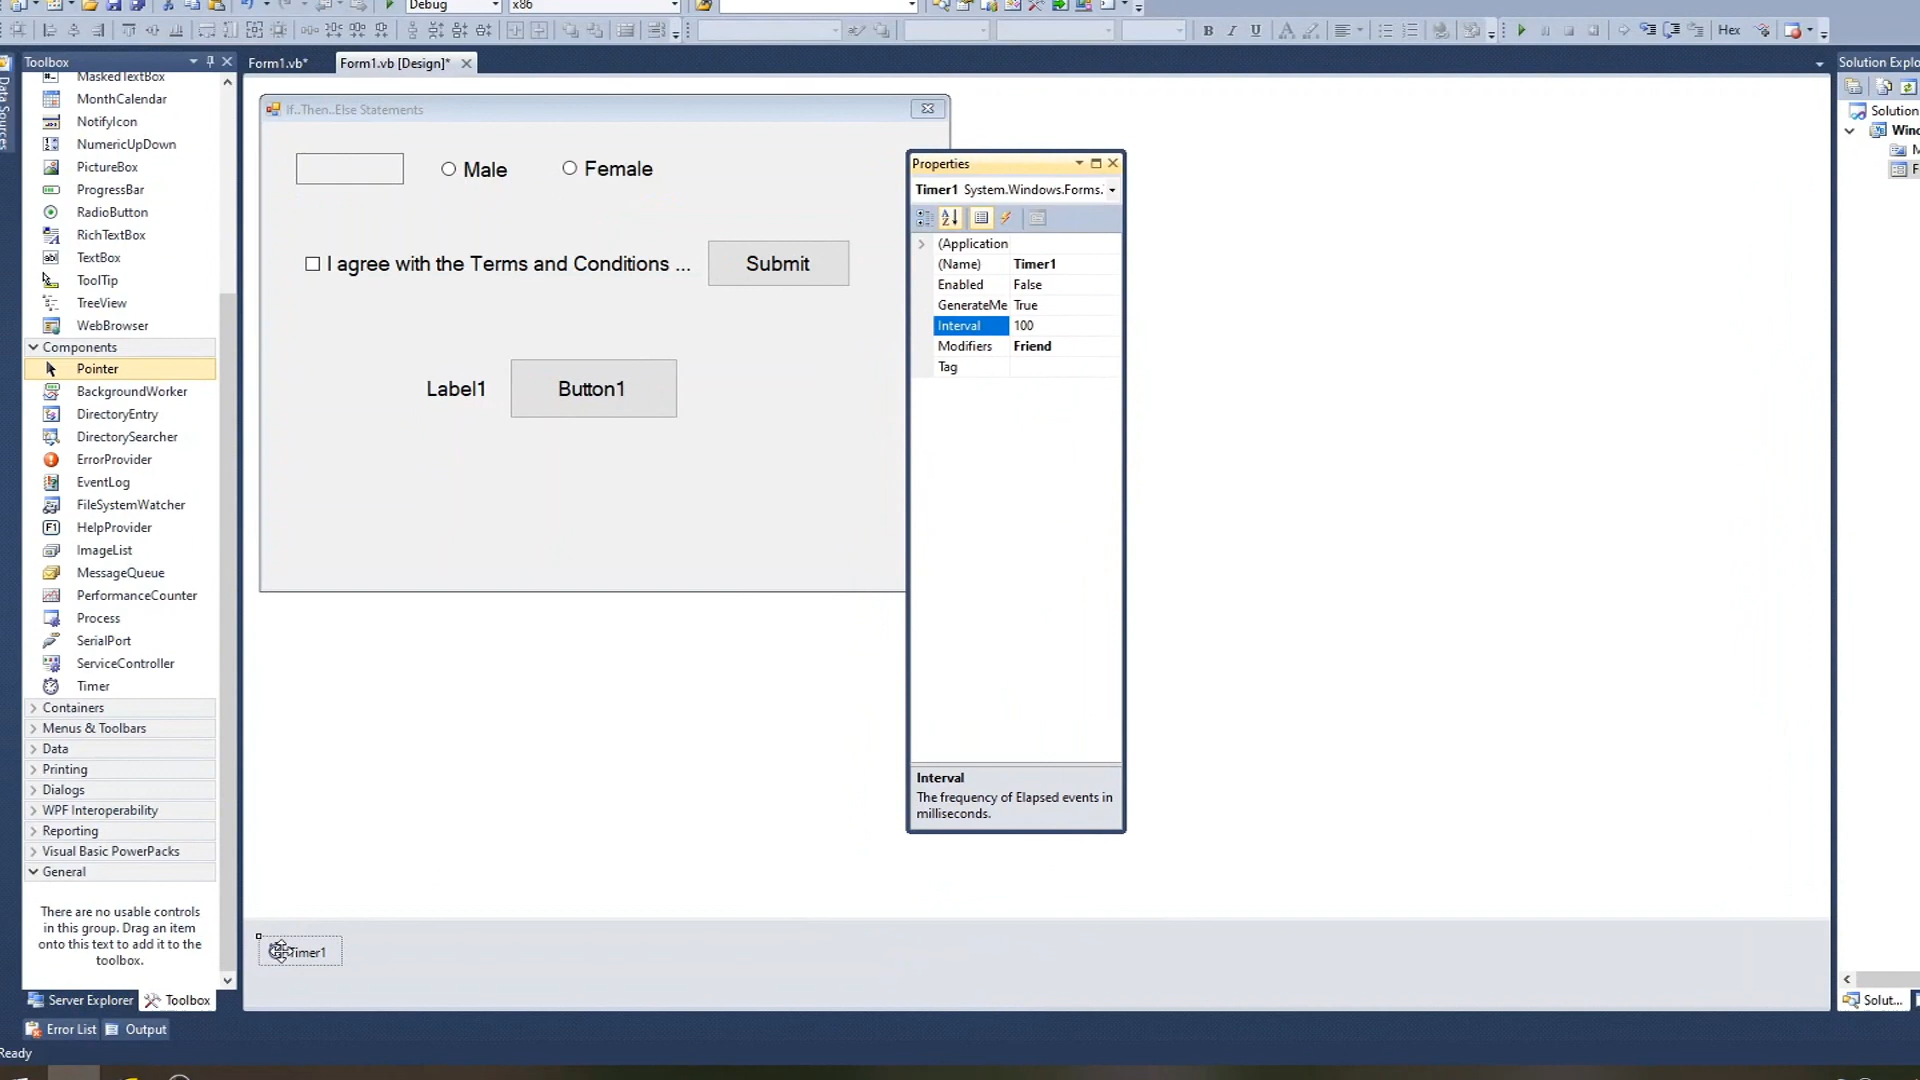 Debug
x86
Hex
Toolbox
Form1.vb*
Form1.vb [Design]*
Solution Explo
Data Sources
MaskedTextBox
MonthCalendar
NotifyIcon
NumericUpDown
PictureBox
ProgressBar
RadioButton
RichTextBox
TextBox
ToolTip
TreeView
WebBrowser
Components
Pointer
BackgroundWorker
DirectoryEntry
DirectorySearcher
ErrorProvider
EventLog
FileSystemWatcher
HelpProvider
ImageList
MessageQueue
PerformanceCounter
Process
SerialPort
ServiceController
Timer
Containers
Menus & Toolbars
Data
Printing
Dialogs
WPF Interoperability
Reporting
Visual Basic PowerPacks
General
There are no usable controls
in this group. Drag an item
onto this text to add it to the
toolbox.
Server Explorer
Toolbox
Error List
Output
Ready
If..Then..Else Statements
Male
Female
I agree with the Terms and Conditions ...
Submit
Label1
Button1
Properties
Timer1 System.Windows.Forms.
(Application
(Name) Timer1
Enabled False
GenerateMe True
Interval 100
Modifiers Friend
Tag
Interval
The frequency of Elapsed events in
milliseconds.
Timer1
Solution
Wind
M
F
Solut...